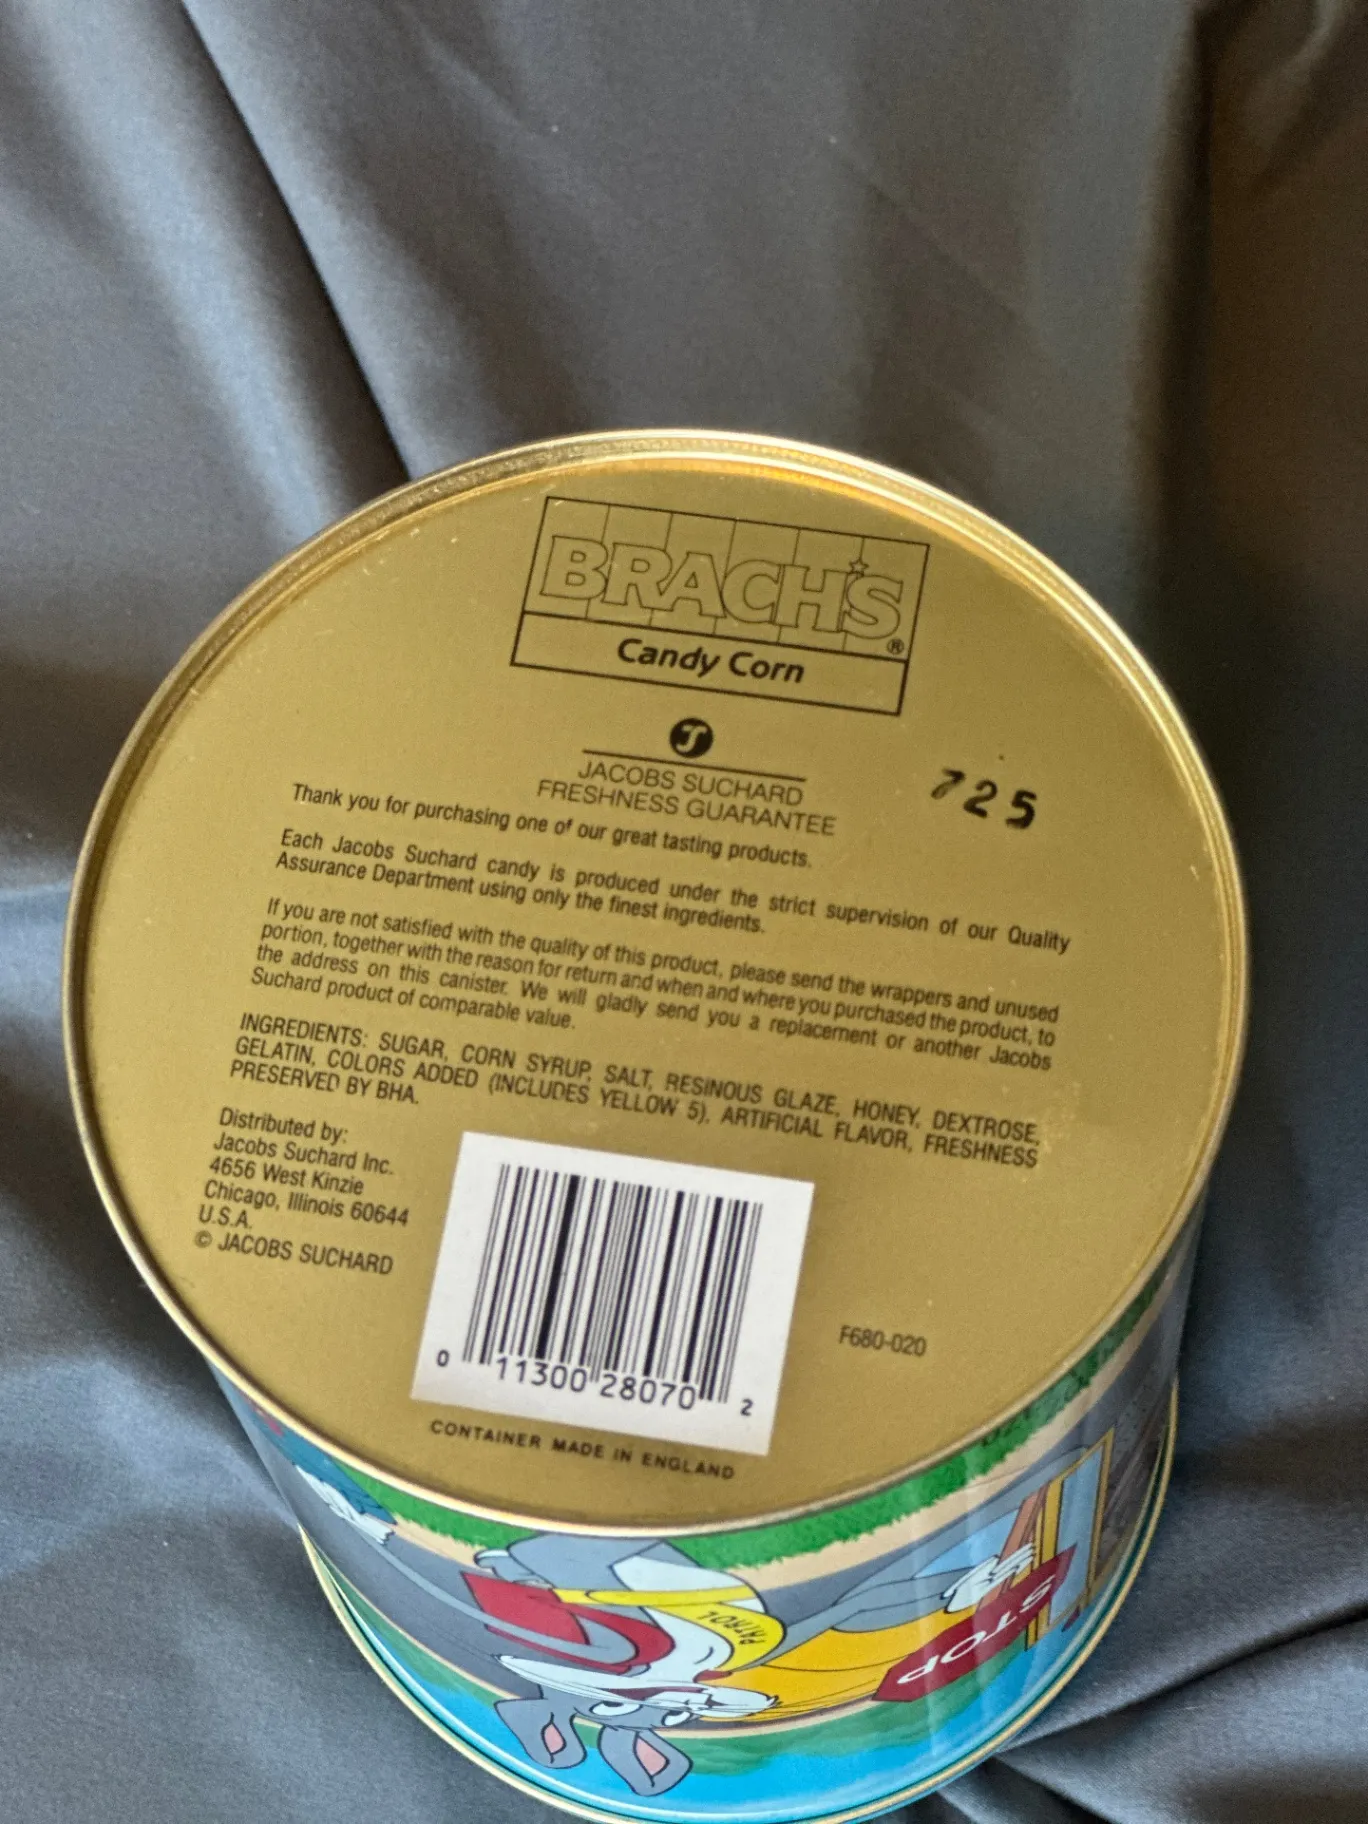 BRACH'S®
Candy Corn
JACOBS SUCHARD
FRESHNESS GUARANTEE
725
Thank you for purchasing one of our great tasting products.
Each Jacobs Suchard candy is produced under the strict supervision of our Quality
Assurance Department using only the finest ingredients.
If you are not satisfied with the quality of this product, please send the wrappers and unused
portion, together with the reason for return and when and where you purchased the product, to
the address on this canister. We will gladly send you a replacement or another Jacobs
Suchard product of comparable value.
INGREDIENTS: SUGAR, CORN SYRUP, SALT, RESINOUS GLAZE, HONEY, DEXTROSE,
GELATIN, COLORS ADDED (INCLUDES YELLOW 5), ARTIFICIAL FLAVOR, FRESHNESS
PRESERVED BY BHA.
Distributed by:
Jacobs Suchard Inc.
4656 West Kinzie
Chicago, Illinois 60644
U.S.A.
© JACOBS SUCHARD
0 11300 28070 2
F680-020
CONTAINER MADE IN ENGLAND
PATROL
STOP